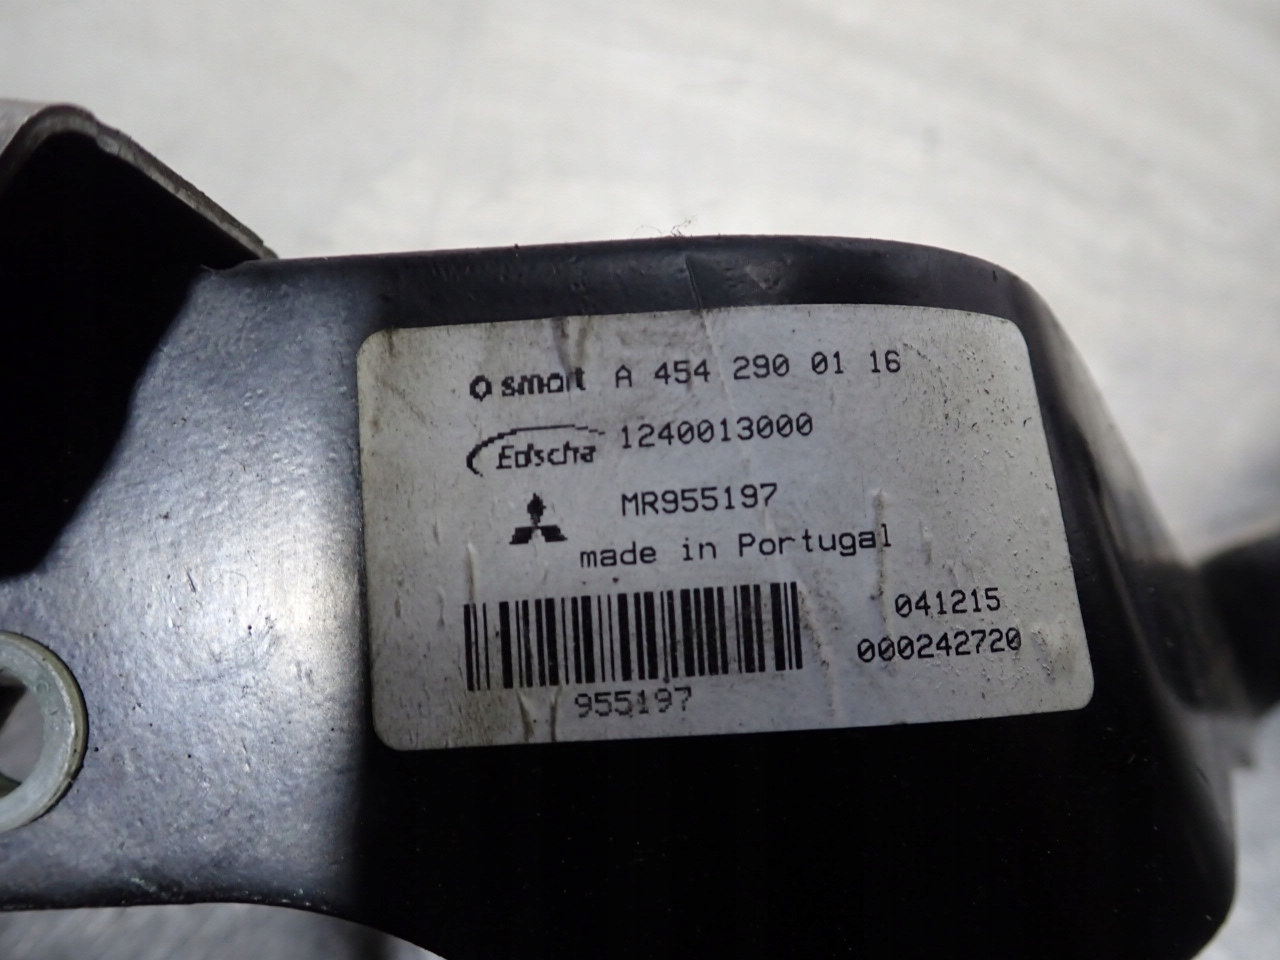 smart A 454 290 01 16
Edscha 1240013000
MR955197
made in Portugal
041215
000242720
955197